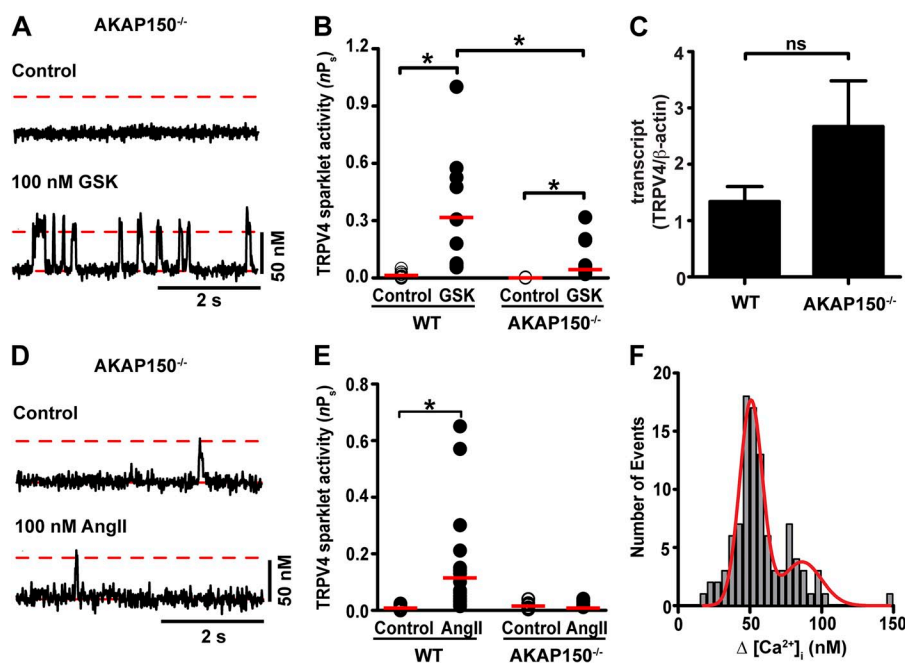 A
AKAP150-/-
Control
100 nM GSK
50 nM
2 s
B
TRPV4 sparklet activity (nPs)
1.2
0.9
0.6
0.3
0.0
*
*
*
Control GSK Control GSK
WT AKAP150-/-
C
transcript
(TRPV4/β-actin)
4
3
2
1
0
ns
WT AKAP150-/-
D
AKAP150-/-
Control
100 nM AngII
50 nM
2 s
E
TRPV4 sparklet activity (nPs)
0.8
0.6
0.4
0.2
0.0
*
Control AngII Control AngII
WT AKAP150-/-
F
Number of Events
20
15
10
5
0
0 50 100 150
Δ [Ca2+]i (nM)